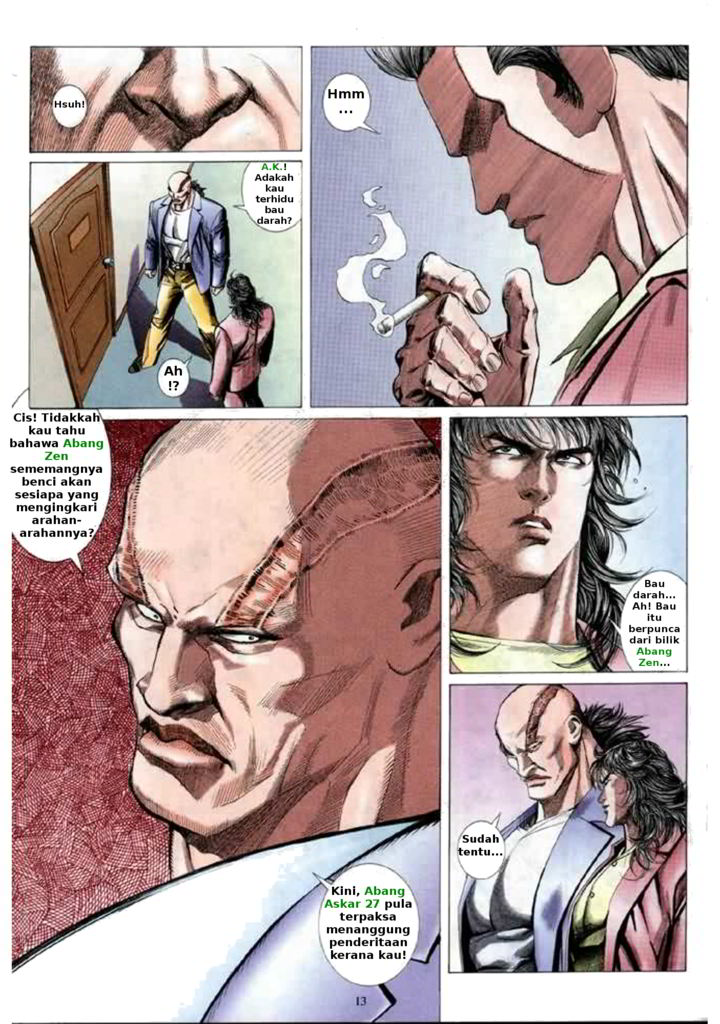 Hsuh!
Hmm
...
A.K.!
Adakah
kau
terhidu
bau
darah?
Ah
!?
Cis! Tidakkah
kau tahu
bahawa Abang
Zen
sememangnya
benci akan
sesiapa yang
mengingkari
arahan-
arahannya?
Bau
darah...
Ah! Bau
itu
berpunca
dari bilik
Abang
Zen...
Sudah
tentu...
Kini, Abang
Askar 27 pula
terpaksa
menanggung
penderitaan
kerana kau!
13